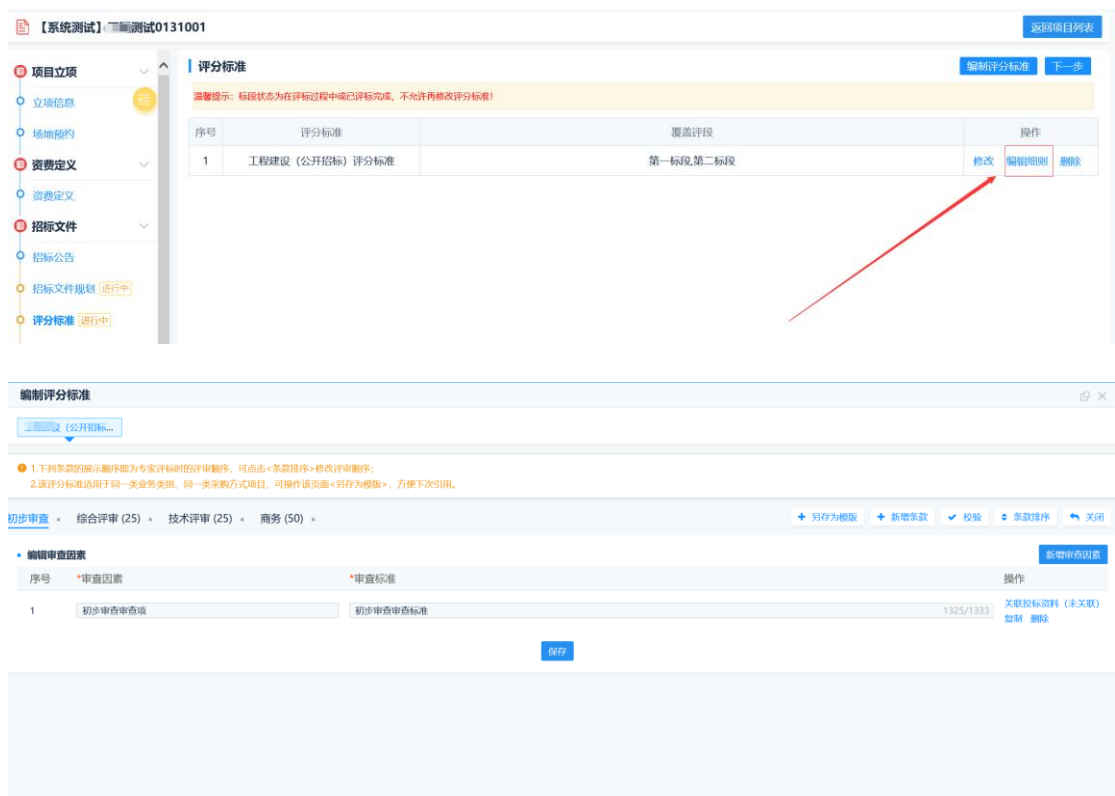 【系统测试】 测试0131001
返回项目列表
项目立项
立项信息
场地预约
资费定义
资费定义
招标文件
招标公告
招标文件规划 进行中
评分标准 进行中
评分标准
编制评分标准 下一步
温馨提示：标段状态为在评标过程中或已评标完成，不允许再修改评分标准！
序号 评分标准 覆盖评段 操作
1 工程建设（公开招标）评分标准 第一标段,第二标段 修改 编辑细则 删除
编制评分标准
（公开招标...
1.下列条款的展示顺序即为专家评标时的评审顺序，可点击<条款排序>修改评审顺序；
2.该评分标准适用于同一类业务类别、同一类采购方式项目，可操作该页面<另存为模版>，方便下次引用。
初步审查 × 综合评审 (25) × 技术评审 (25) × 商务 (50) ×
+ 另存为模版 + 新增条款 校验 条款排序 关闭
编辑审查因素
新增审查因素
序号 *审查因素 *审查标准 操作
1 初步审查审查项 初步审查审查标准 1325/1333 关联投标资料（未关联）
复制 删除
保存